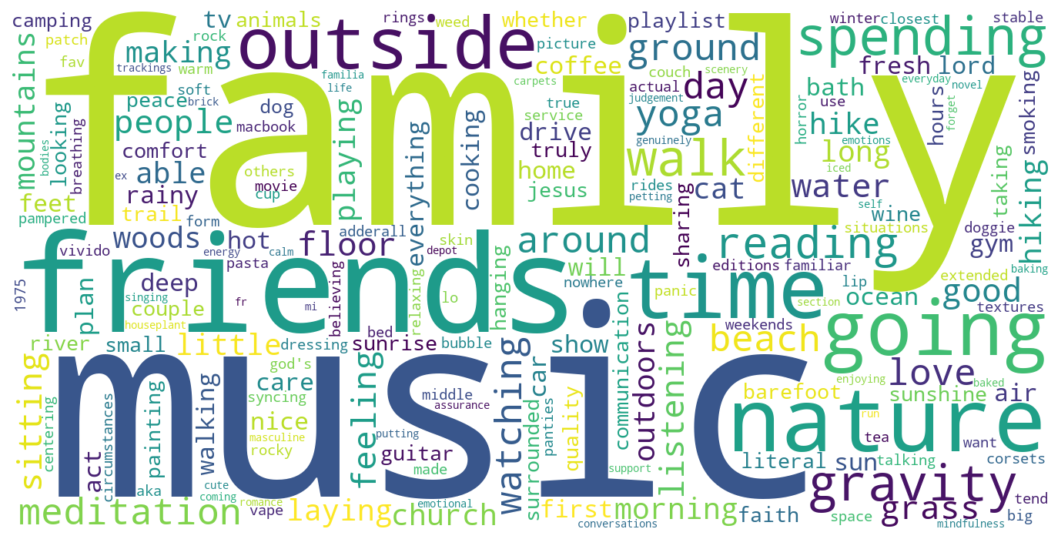 family
friends.
time
music
going
nature
outside
spending
gravity
walk
yoga
ground
day
people
able
making
mountains
camping
tv
animals
rings
weed
whether
playlist
winter
closest
stable
patch
rock
fav
trackings
warm
picture
coffee
couch
scenery
fresh
lord
everyday
novel
looking
peace
soft
brick
familia
life
carpets
actual
judgement
bath
use
hours
forget
smoking
dog
macbook
playing
everything
cooking
true
service
drive
truly
genuinely
different
horror
hike
emotions
bodies
breathing
comfort
ex
others
movie
cup
home
jesus
rides
petting
cat
long
water
iced
self
situations
wine
taking
hiking
doggie
gym
feet
rainy
trail
form
pampered
adderall
sharing
woods
hot
floor
skin
depot
around
reading
vivido
energy
calm
pasta
relaxing
will
nowhere
editions
familiar
lip
ocean
extended
good
baking
deep
plan
couple
1975
singing
fr
mi
believing
lo
hanging
panic
section
textures
houseplant
river
small
little
dressing
sunrise
bed
bubble
show
weekends
beach
sitting
god's
syncing
care
feeling
middle
assurance
watching
car
communication
outdoors
listening
barefoot
enjoying
baked
love
sunshine
air
centering
circumstances
painting
walking
nice
masculine
rocky
putting
guitar
made
surrounded
panties
quality
run
tea
want
corsets
act
aka
cute
coming
romance
vape
emotional
support
literal
sun
talking
meditation
laying
church
conversations
first
morning
faith
space
grass
mindfulness
tend
big